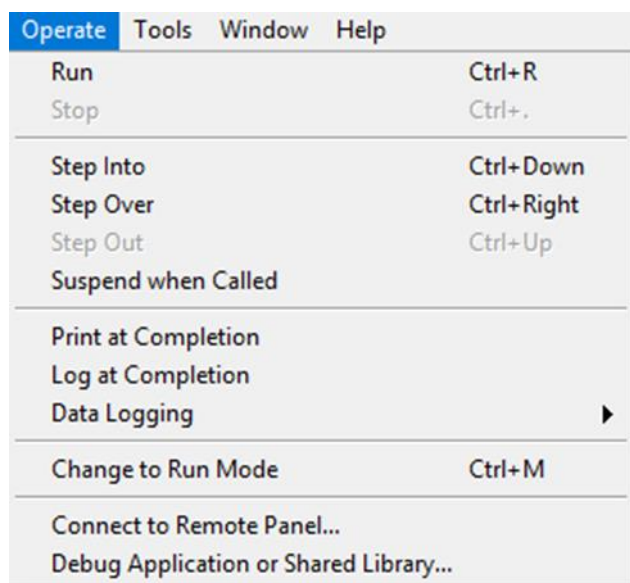 Operate Tools Window Help
Run Ctrl+R
Stop Ctrl+.
Step Into Ctrl+Down
Step Over Ctrl+Right
Step Out Ctrl+Up
Suspend when Called
Print at Completion
Log at Completion
Data Logging
Change to Run Mode Ctrl+M
Connect to Remote Panel...
Debug Application or Shared Library...